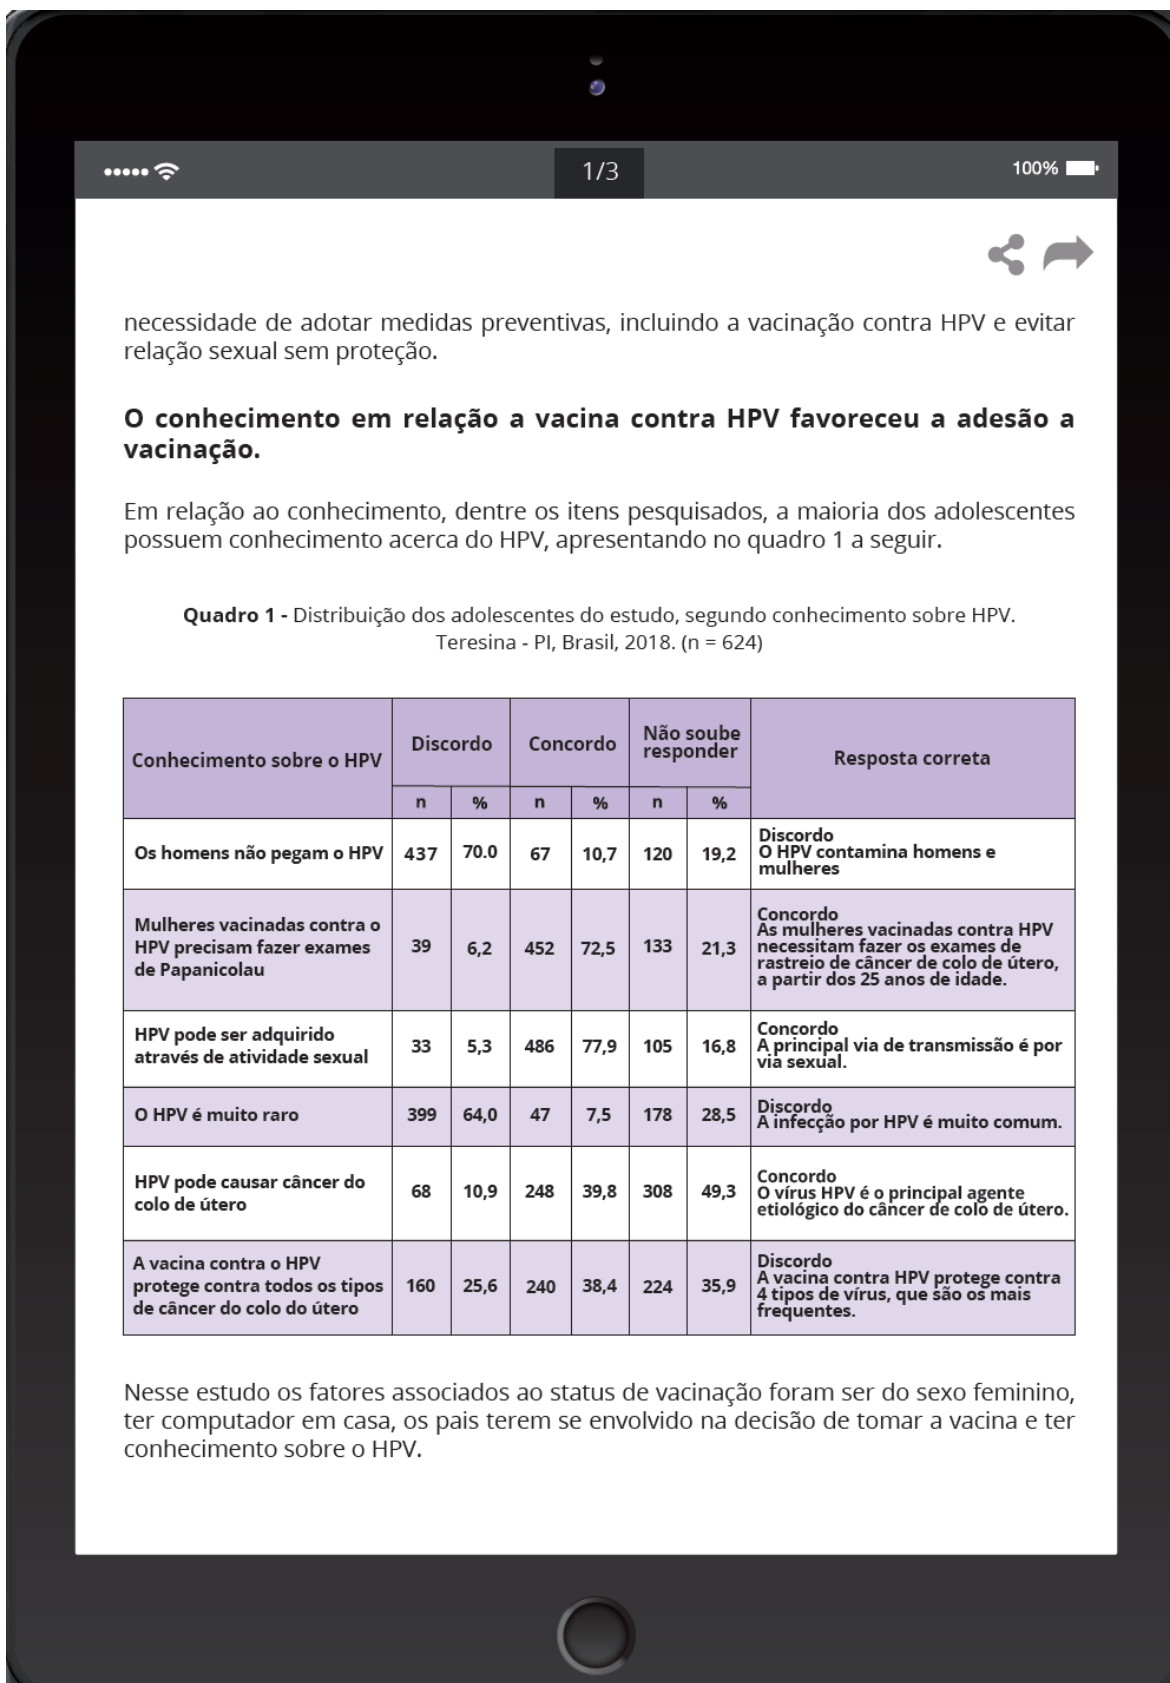 1/3
100%
necessidade de adotar medidas preventivas, incluindo a vacinação contra HPV e evitar
relação sexual sem proteção.
O conhecimento em relação a vacina contra HPV favoreceu a adesão a
vacinação.
Em relação ao conhecimento, dentre os itens pesquisados, a maioria dos adolescentes
possuem conhecimento acerca do HPV, apresentando no quadro 1 a seguir.
Quadro 1 - Distribuição dos adolescentes do estudo, segundo conhecimento sobre HPV.
Teresina - PI, Brasil, 2018. (n = 624)
Conhecimento sobre o HPV
Discordo
Concordo
Não soube
responder
Resposta correta
n % n % n %
Os homens não pegam o HPV 437 70.0 67 10,7 120 19,2
Discordo
O HPV contamina homens e
mulheres
Mulheres vacinadas contra o
HPV precisam fazer exames
de Papanicolau
39 6,2 452 72,5 133 21,3
Concordo
As mulheres vacinadas contra HPV
necessitam fazer os exames de
rastreio de câncer de colo de útero,
a partir dos 25 anos de idade.
HPV pode ser adquirido
através de atividade sexual
33 5,3 486 77,9 105 16,8
Concordo
A principal via de transmissão é por
via sexual.
O HPV é muito raro 399 64,0 47 7,5 178 28,5
Discordo
A infecção por HPV é muito comum.
HPV pode causar câncer do
colo de útero
68 10,9 248 39,8 308 49,3
Concordo
O vírus HPV é o principal agente
etiológico do câncer de colo de útero.
A vacina contra o HPV
protege contra todos os tipos
de câncer do colo do útero
160 25,6 240 38,4 224 35,9
Discordo
A vacina contra HPV protege contra
4 tipos de vírus, que são os mais
frequentes.
Nesse estudo os fatores associados ao status de vacinação foram ser do sexo feminino,
ter computador em casa, os pais terem se envolvido na decisão de tomar a vacina e ter
conhecimento sobre o HPV.